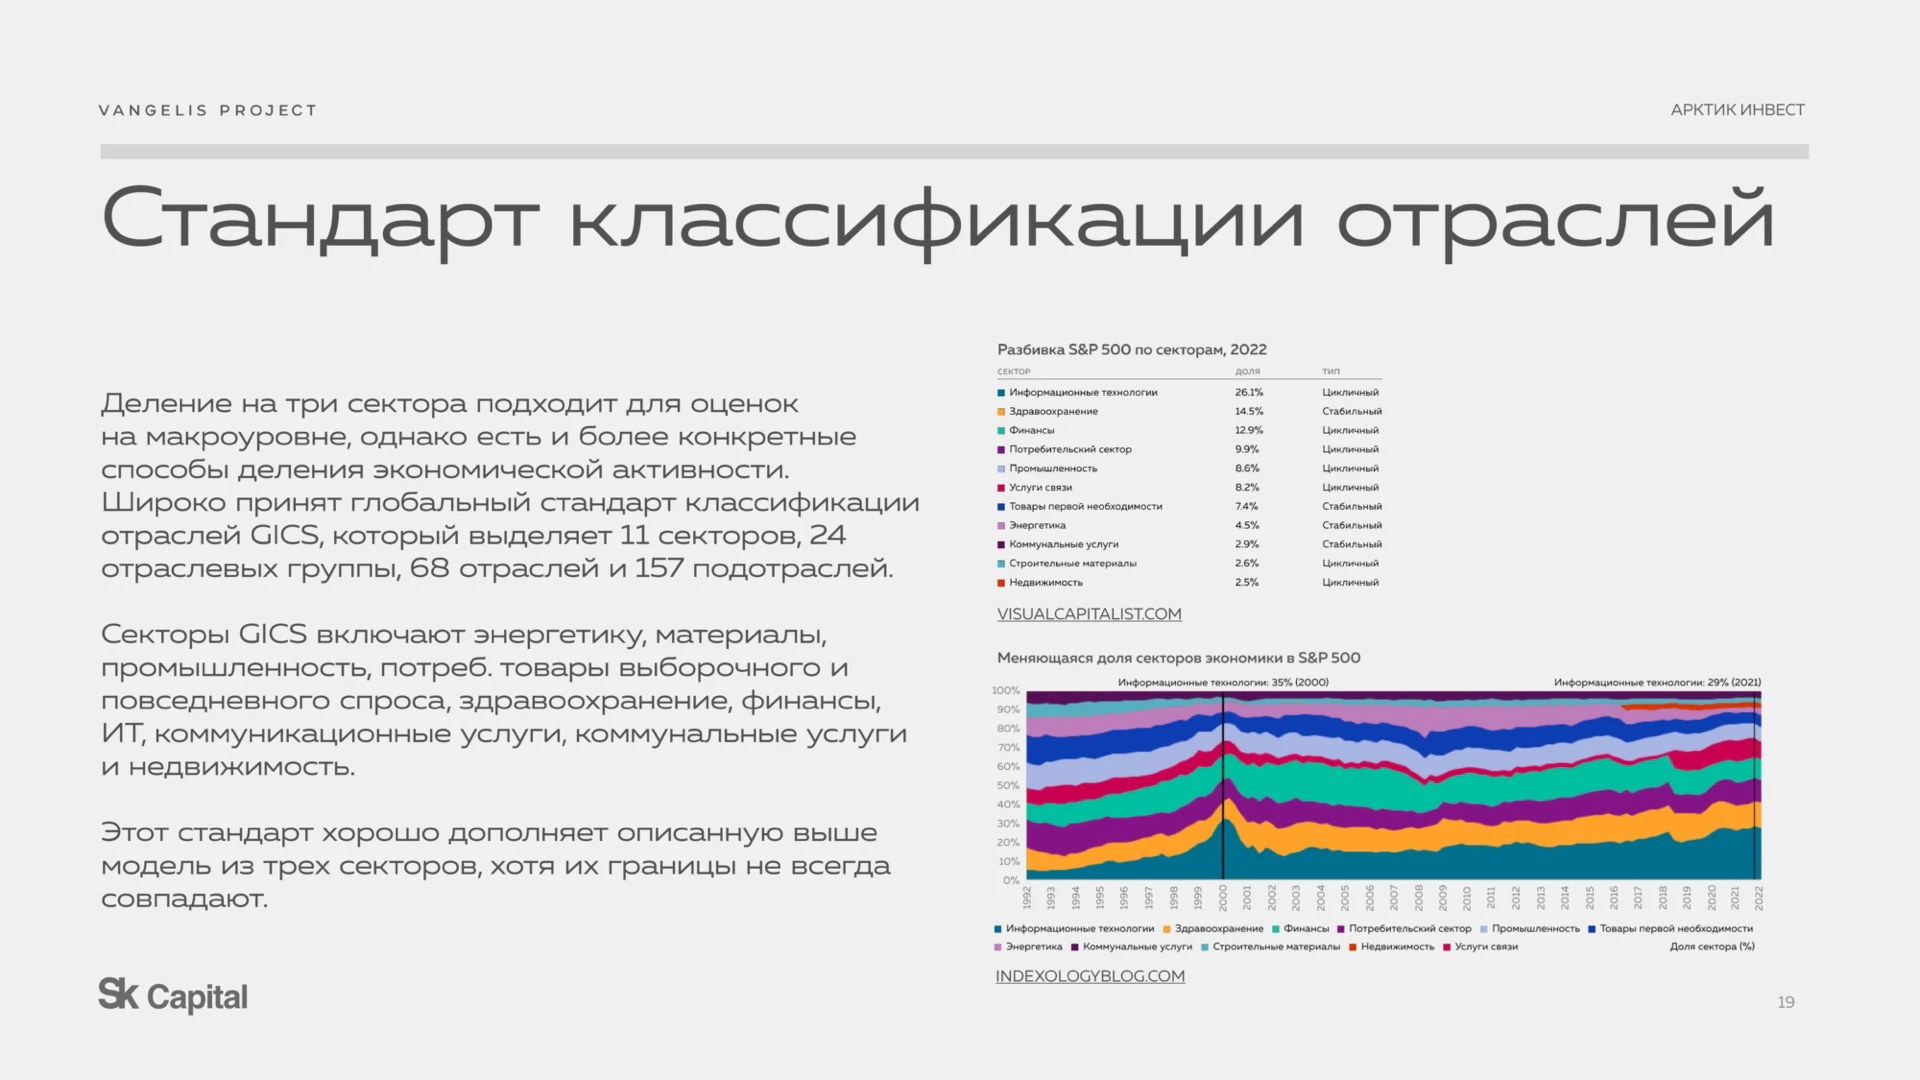 VANGELIS PROJECT
АРКТИК ИНВЕСТ
Стандарт классификации отраслей
Деление на три сектора подходит для оценок
на макроуровне, однако есть и более конкретные
способы деления экономической активности.
Широко принят глобальный стандарт классификации
отраслей GICS, который выделяет 11 секторов, 24
отраслевых группы, 68 отраслей и 157 подотраслей.
Секторы GICS включают энергетику, материалы,
промышленность, потреб. товары выборочного и
повседневного спроса, здравоохранение, финансы,
ИТ, коммуникационные услуги, коммунальные услуги
и недвижимость.
Этот стандарт хорошо дополняет описанную выше
модель из трех секторов, хотя их границы не всегда
совпадают.
Разбивка S&P 500 по секторам, 2022
СЕКТОР ДОЛЯ ТИП
Информационные технологии 26.1% Цикличный
Здравоохранение 14.5% Стабильный
Финансы 12.9% Цикличный
Потребительский сектор 9.9% Цикличный
Промышленность 8.6% Цикличный
Услуги связи 8.2% Цикличный
Товары первой необходимости 7.4% Стабильный
Энергетика 4.5% Стабильный
Коммунальные услуги 2.9% Стабильный
Строительные материалы 2.6% Цикличный
Недвижимость 2.5% Цикличный
VISUALCAPITALIST.COM
Меняющаяся доля секторов экономики в S&P 500
Информационные технологии: 35% (2000) Информационные технологии: 29% (2021)
100%
90%
80%
70%
60%
50%
40%
30%
20%
10%
0%
1992 1993 1994 1995 1996 1997 1998 1999 2000 2001 2002 2003 2004 2005 2006 2007 2008 2009 2010 2011 2012 2013 2014 2015 2016 2017 2018 2019 2020 2021 2022
Информационные технологии Здравоохранение Финансы Потребительский сектор Промышленность Товары первой необходимости
Энергетика Коммунальные услуги Строительные материалы Недвижимость Услуги связи Доля сектора (%)
INDEXOLOGYBLOG.COM
Sk Capital
19